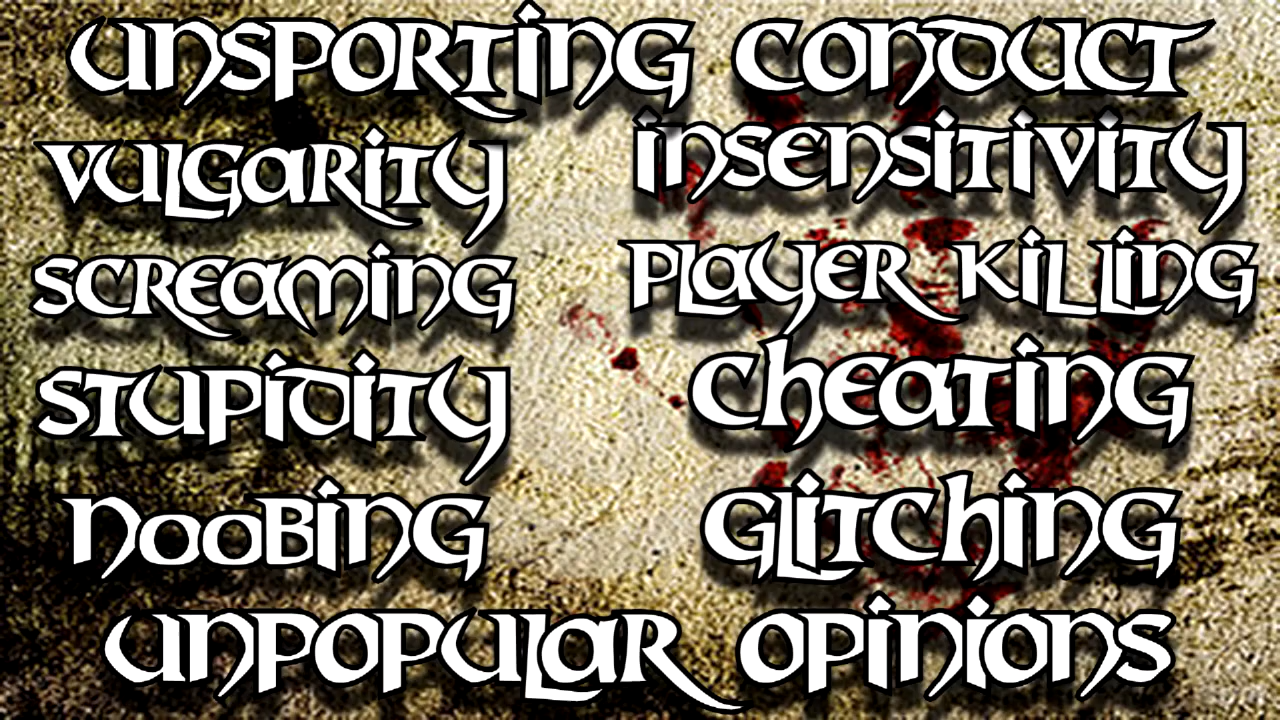 UNSPORTING CONDUCT
VULGARITY
INSENSITIVITY
SCREAMING
PLAYER KILLING
STUPIDITY
CHEATING
NOOBING
GLITCHING
UNPOPULAR OPINIONS